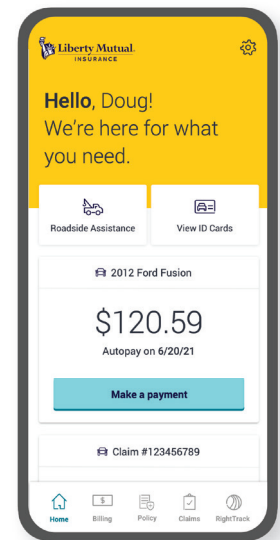 Liberty Mutual.
INSURANCE
Hello, Doug!
We're here for what
you need.
Roadside Assistance
View ID Cards
2012 Ford Fusion
$120.59
Autopay on 6/20/21
Make a payment
Claim #123456789
Home
Billing
Policy
Claims
RightTrack